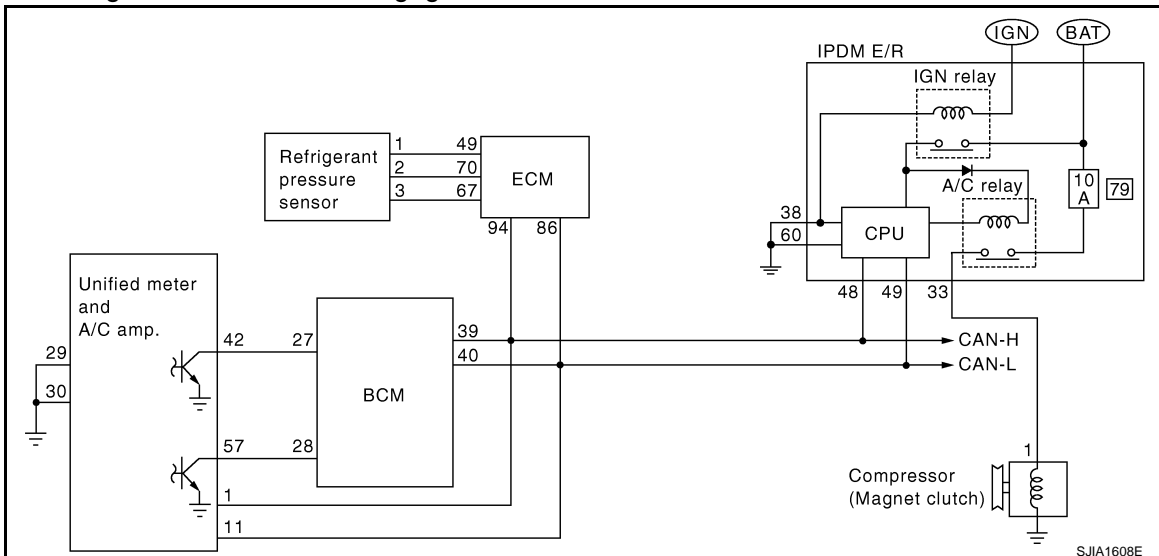 IGN
BAT
IPDM E/R
IGN relay
A/C relay
10
A
79
38
60
CPU
48
49
33
Refrigerant
pressure
sensor
1
2
3
49
70
67
ECM
94
86
Unified meter
and
A/C amp.
29
30
42
27
57
28
1
11
BCM
39
40
CAN-H
CAN-L
Compressor
(Magnet clutch)
1
SJIA1608E